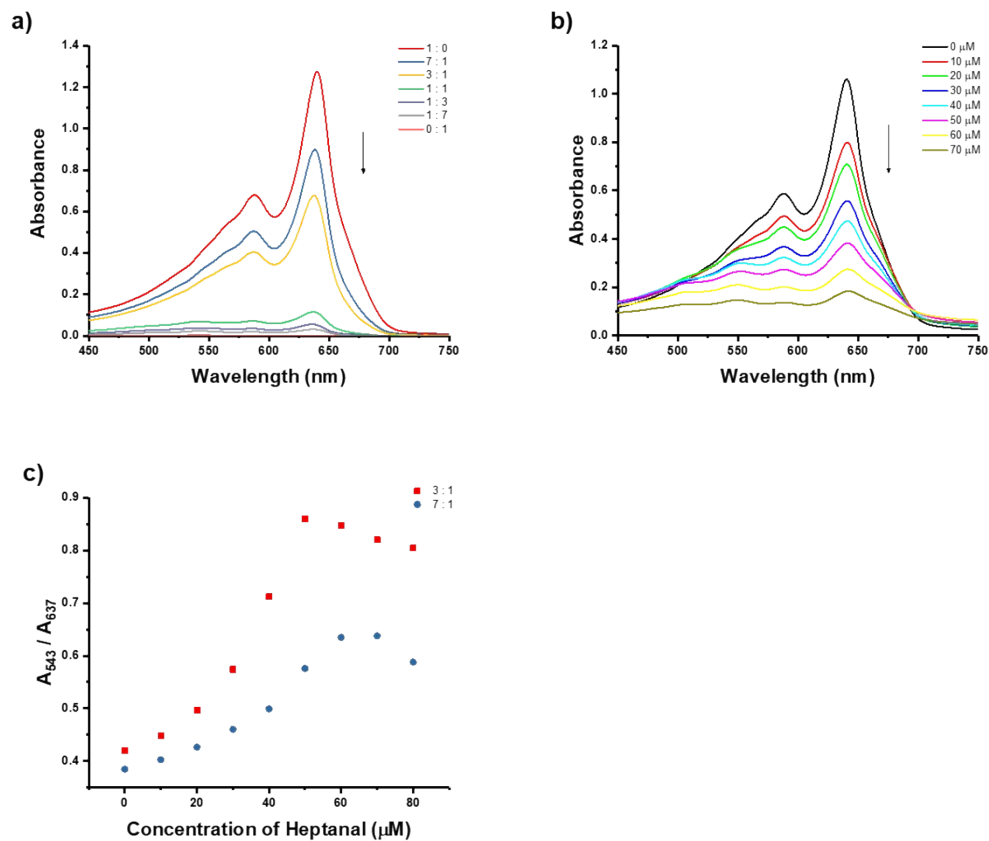 a)
1 : 0
7 : 1
3 : 1
1 : 1
1 : 3
1 : 7
0 : 1
Absorbance
1.4
1.2
1.0
0.8
0.6
0.4
0.2
0.0
450 500 550 600 650 700 750
Wavelength (nm)
b)
0 μM
10 μM
20 μM
30 μM
40 μM
50 μM
60 μM
70 μM
Absorbance
1.2
1.0
0.8
0.6
0.4
0.2
0.0
450 500 550 600 650 700 750
Wavelength (nm)
c)
3 : 1
7 : 1
A543 / A637
0.9
0.8
0.7
0.6
0.5
0.4
0 20 40 60 80
Concentration of Heptanal (μM)